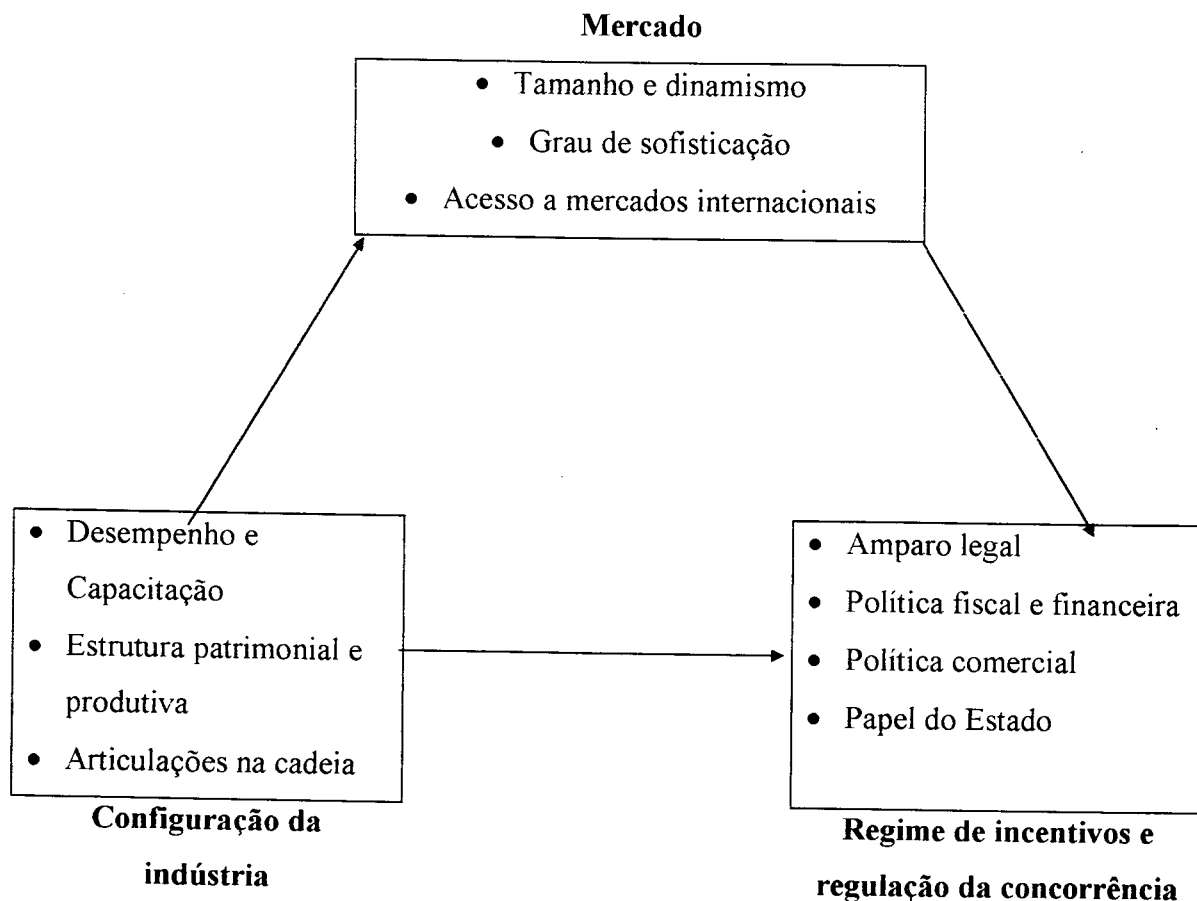 Mercado
• Tamanho e dinamismo
• Grau de sofisticação
• Acesso a mercados internacionais
• Desempenho e
Capacitação
• Estrutura patrimonial e
produtiva
• Articulações na cadeia
Configuração da
indústria
• Amparo legal
• Política fiscal e financeira
• Política comercial
• Papel do Estado
Regime de incentivos e
regulação da concorrência